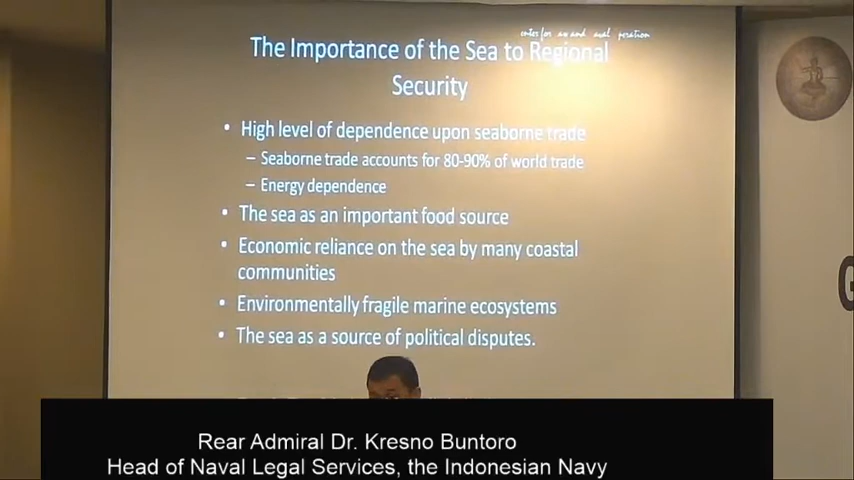 The Importance of the Sea to Regional
Security
• High level of dependence upon seaborne trade
– Seaborne trade accounts for 80-90% of world trade
– Energy dependence
• The sea as an important food source
• Economic reliance on the sea by many coastal
communities
• Environmentally fragile marine ecosystems
• The sea as a source of political disputes.
G
Rear Admiral Dr. Kresno Buntoro
Head of Naval Legal Services, the Indonesian Navy